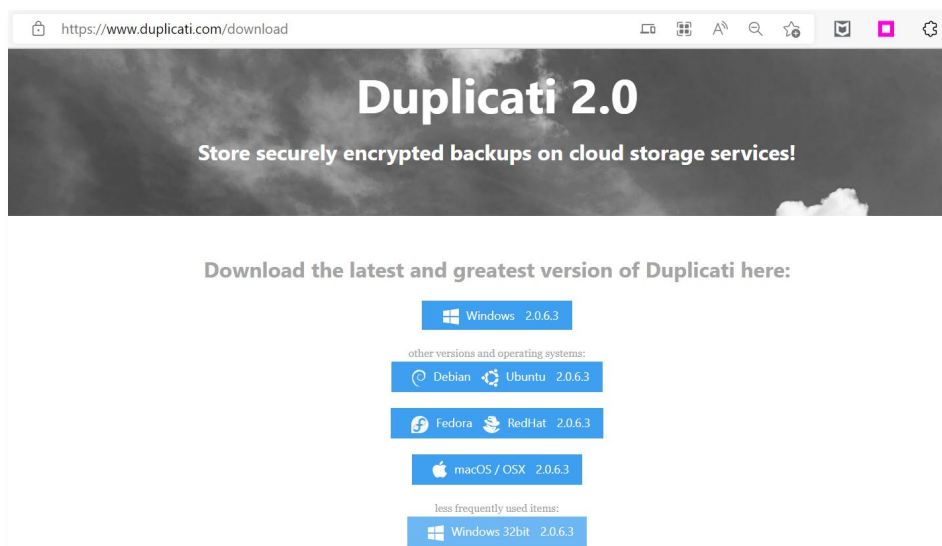 https://www.duplicati.com/download
Duplicati 2.0
Store securely encrypted backups on cloud storage services!
Download the latest and greatest version of Duplicati here:
Windows 2.0.6.3
other versions and operating systems:
Debian Ubuntu 2.0.6.3
Fedora RedHat 2.0.6.3
macOS / OSX 2.0.6.3
less frequently used items:
Windows 32bit 2.0.6.3